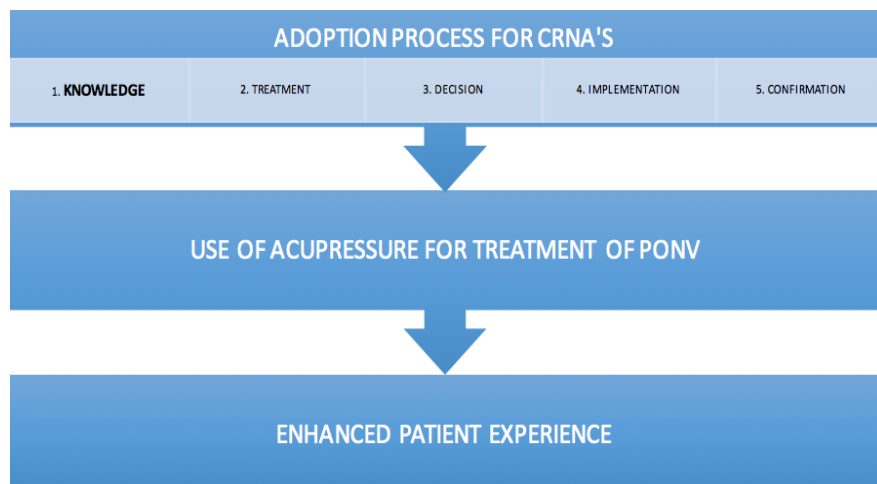 ADOPTION PROCESS FOR CRNA'S
1. KNOWLEDGE
2. TREATMENT
3. DECISION
4. IMPLEMENTATION
5. CONFIRMATION
USE OF ACUPRESSURE FOR TREATMENT OF PONV
ENHANCED PATIENT EXPERIENCE